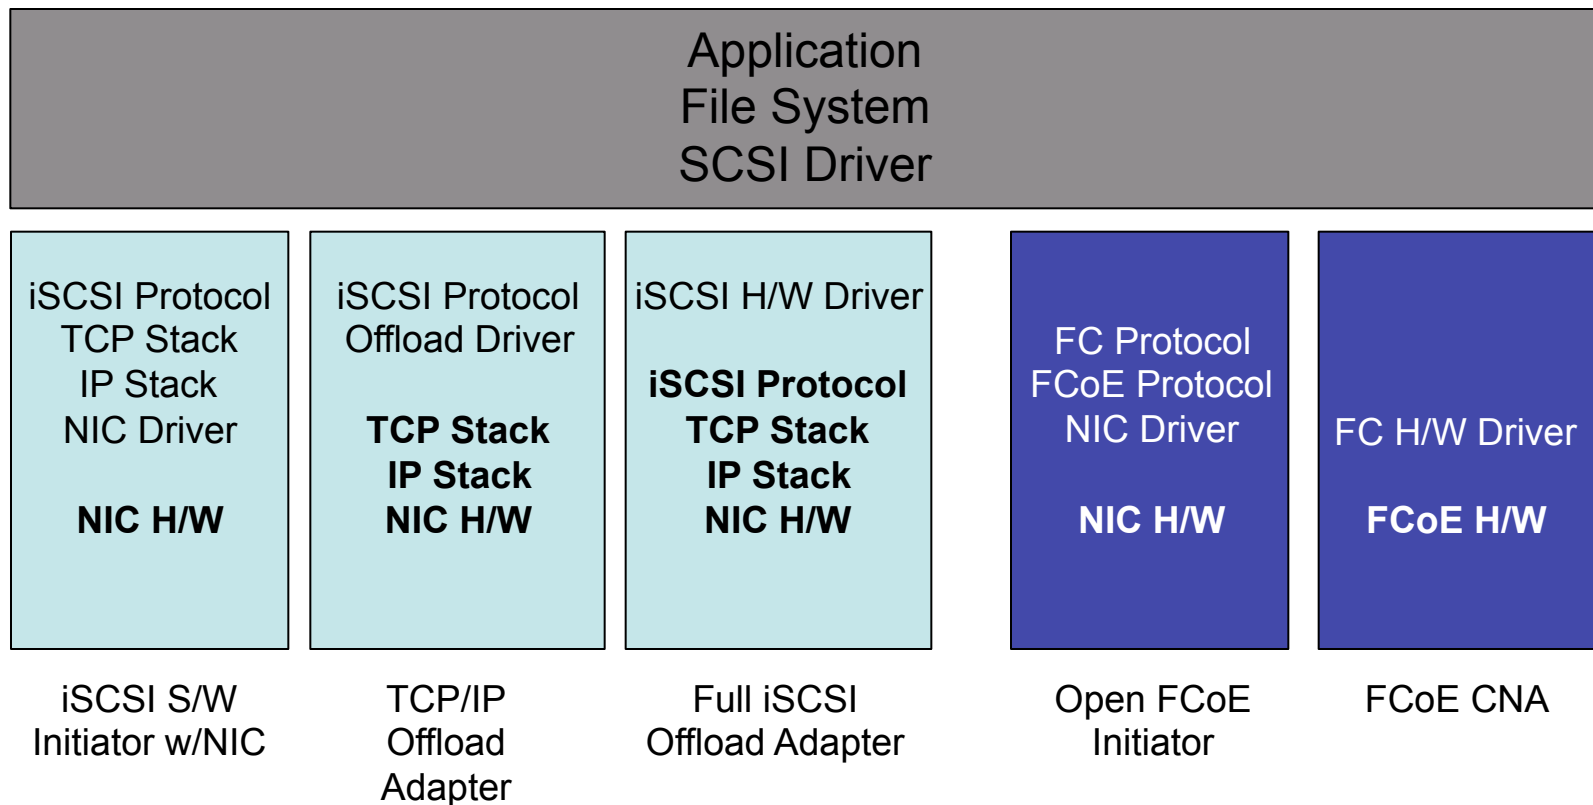 Application
File System
SCSI Driver
iSCSI Protocol
TCP Stack
IP Stack
NIC Driver
NIC H/W
iSCSI Protocol
Offload Driver
TCP Stack
IP Stack
NIC H/W
iSCSI H/W Driver
iSCSI Protocol
TCP Stack
IP Stack
NIC H/W
FC Protocol
FCoE Protocol
NIC Driver
NIC H/W
FC H/W Driver
FCoE H/W
iSCSI S/W
Initiator w/NIC
TCP/IP
Offload
Adapter
Full iSCSI
Offload Adapter
Open FCoE
Initiator
FCoE CNA